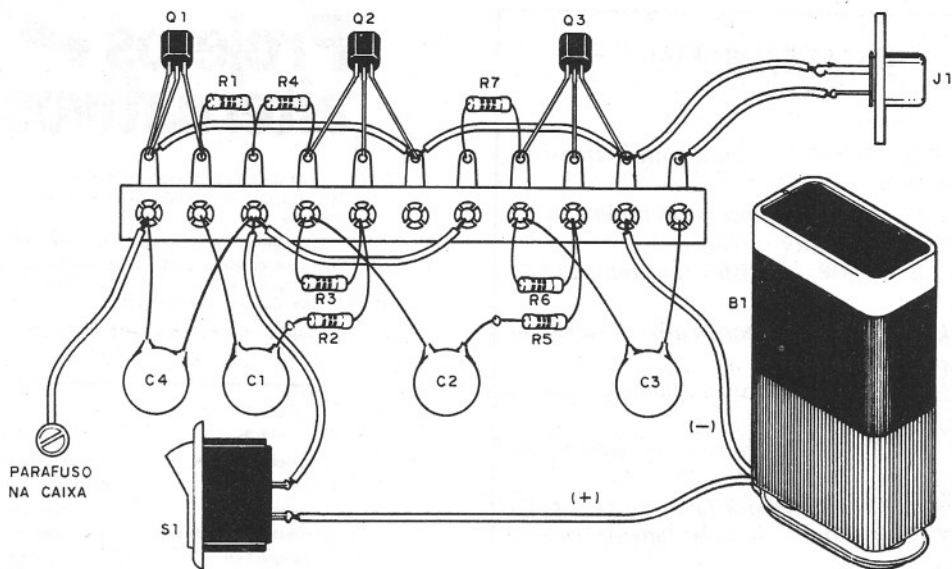 Q1
Q2
Q3
R1
R4
R7
J1
R3
R2
R6
R5
B1
C4
C1
C2
C3
(-)
(+)
PARAFUSO
NA CAIXA
S1